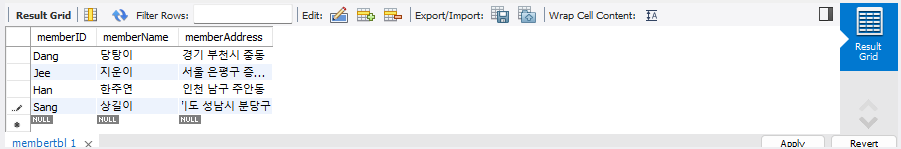 Result Grid Filter Rows: Edit: Export/Import: Wrap Cell Content:
memberID memberName memberAddress
Dang 당탕이 경기 부천시 중동
Jee 지운이 서울 은평구 증...
Han 한주연 인천 남구 주안동
Sang 상길이 기도 성남시 분당구
NULL NULL NULL
Result
Grid
membertbl 1 Apply Revert